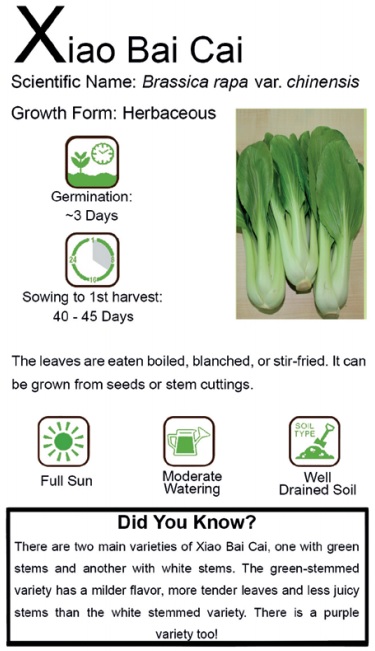 Xiao Bai Cai
Scientific Name: Brassica rapa var. chinensis
Growth Form: Herbaceous
Germination:
~3 Days
Sowing to 1st harvest:
40 - 45 Days
The leaves are eaten boiled, blanched, or stir-fried. It can
be grown from seeds or stem cuttings.
SOIL
TYPE
Full Sun
Moderate
Watering
Well
Drained Soil
Did You Know?
There are two main varieties of Xiao Bai Cai, one with green
stems and another with white stems. The green-stemmed
variety has a milder flavor, more tender leaves and less juicy
stems than the white stemmed variety. There is a purple
variety too!